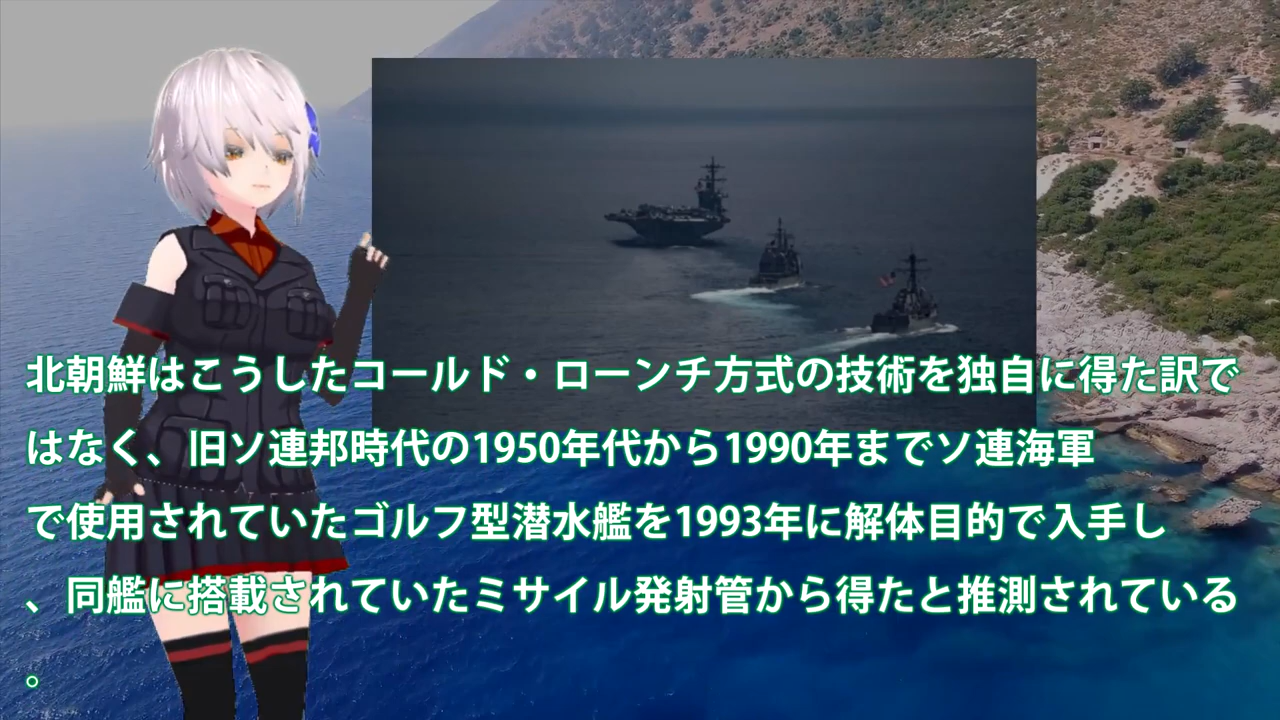 北朝鮮はこうしたコールド・ローンチ方式の技術を独自に得た訳で
はなく、旧ソ連邦時代の1950年代から1990年までソ連海軍
で使用されていたゴルフ型潜水艦を1993年に解体目的で入手し
、同艦に搭載されていたミサイル発射管から得たと推測されている
。